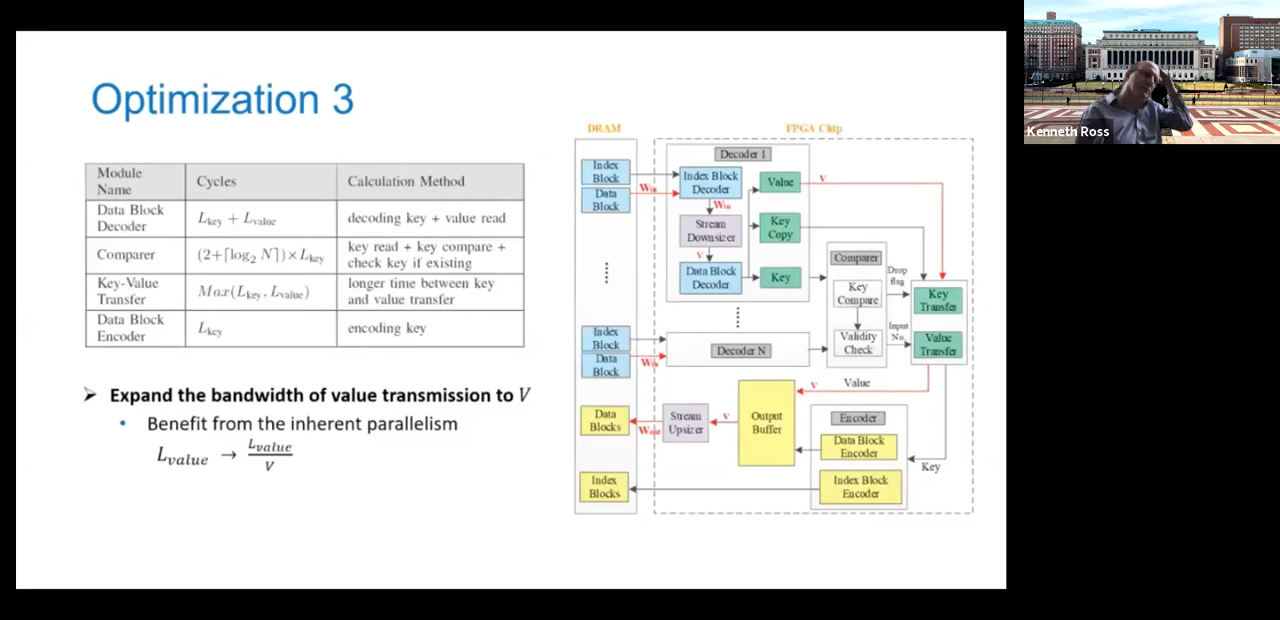 Optimization 3
Module
Name
Cycles
Calculation Method
Data Block
Decoder
L_key + L_value
decoding key + value read
Comparer
(2+⌈log₂ N⌉)×L_key
key read + key compare +
check key if existing
Key-Value
Transfer
Max(L_key, L_value)
longer time between key
and value transfer
Data Block
Encoder
L_key
encoding key
➢ Expand the bandwidth of value transmission to V
• Benefit from the inherent parallelism
L_value → L_value / V
DRAM
FPGA Chip
Index
Block
Data
Block
W_in
Decoder 1
Index Block
Decoder
W_in
Stream
Downsizer
V
Data Block
Decoder
Value
V
Key
Copy
Key
Comparer
Key
Compare
Validity
Check
Drop
flag
Input
No.
Key
Transfer
Value
Transfer
Index
Block
Data
Block
W_in
Decoder N
V
Value
Data
Blocks
W_out
Stream
Upsizer
V
Output
Buffer
Encoder
Data Block
Encoder
Index Block
Encoder
Key
Index
Blocks
Kenneth Ross